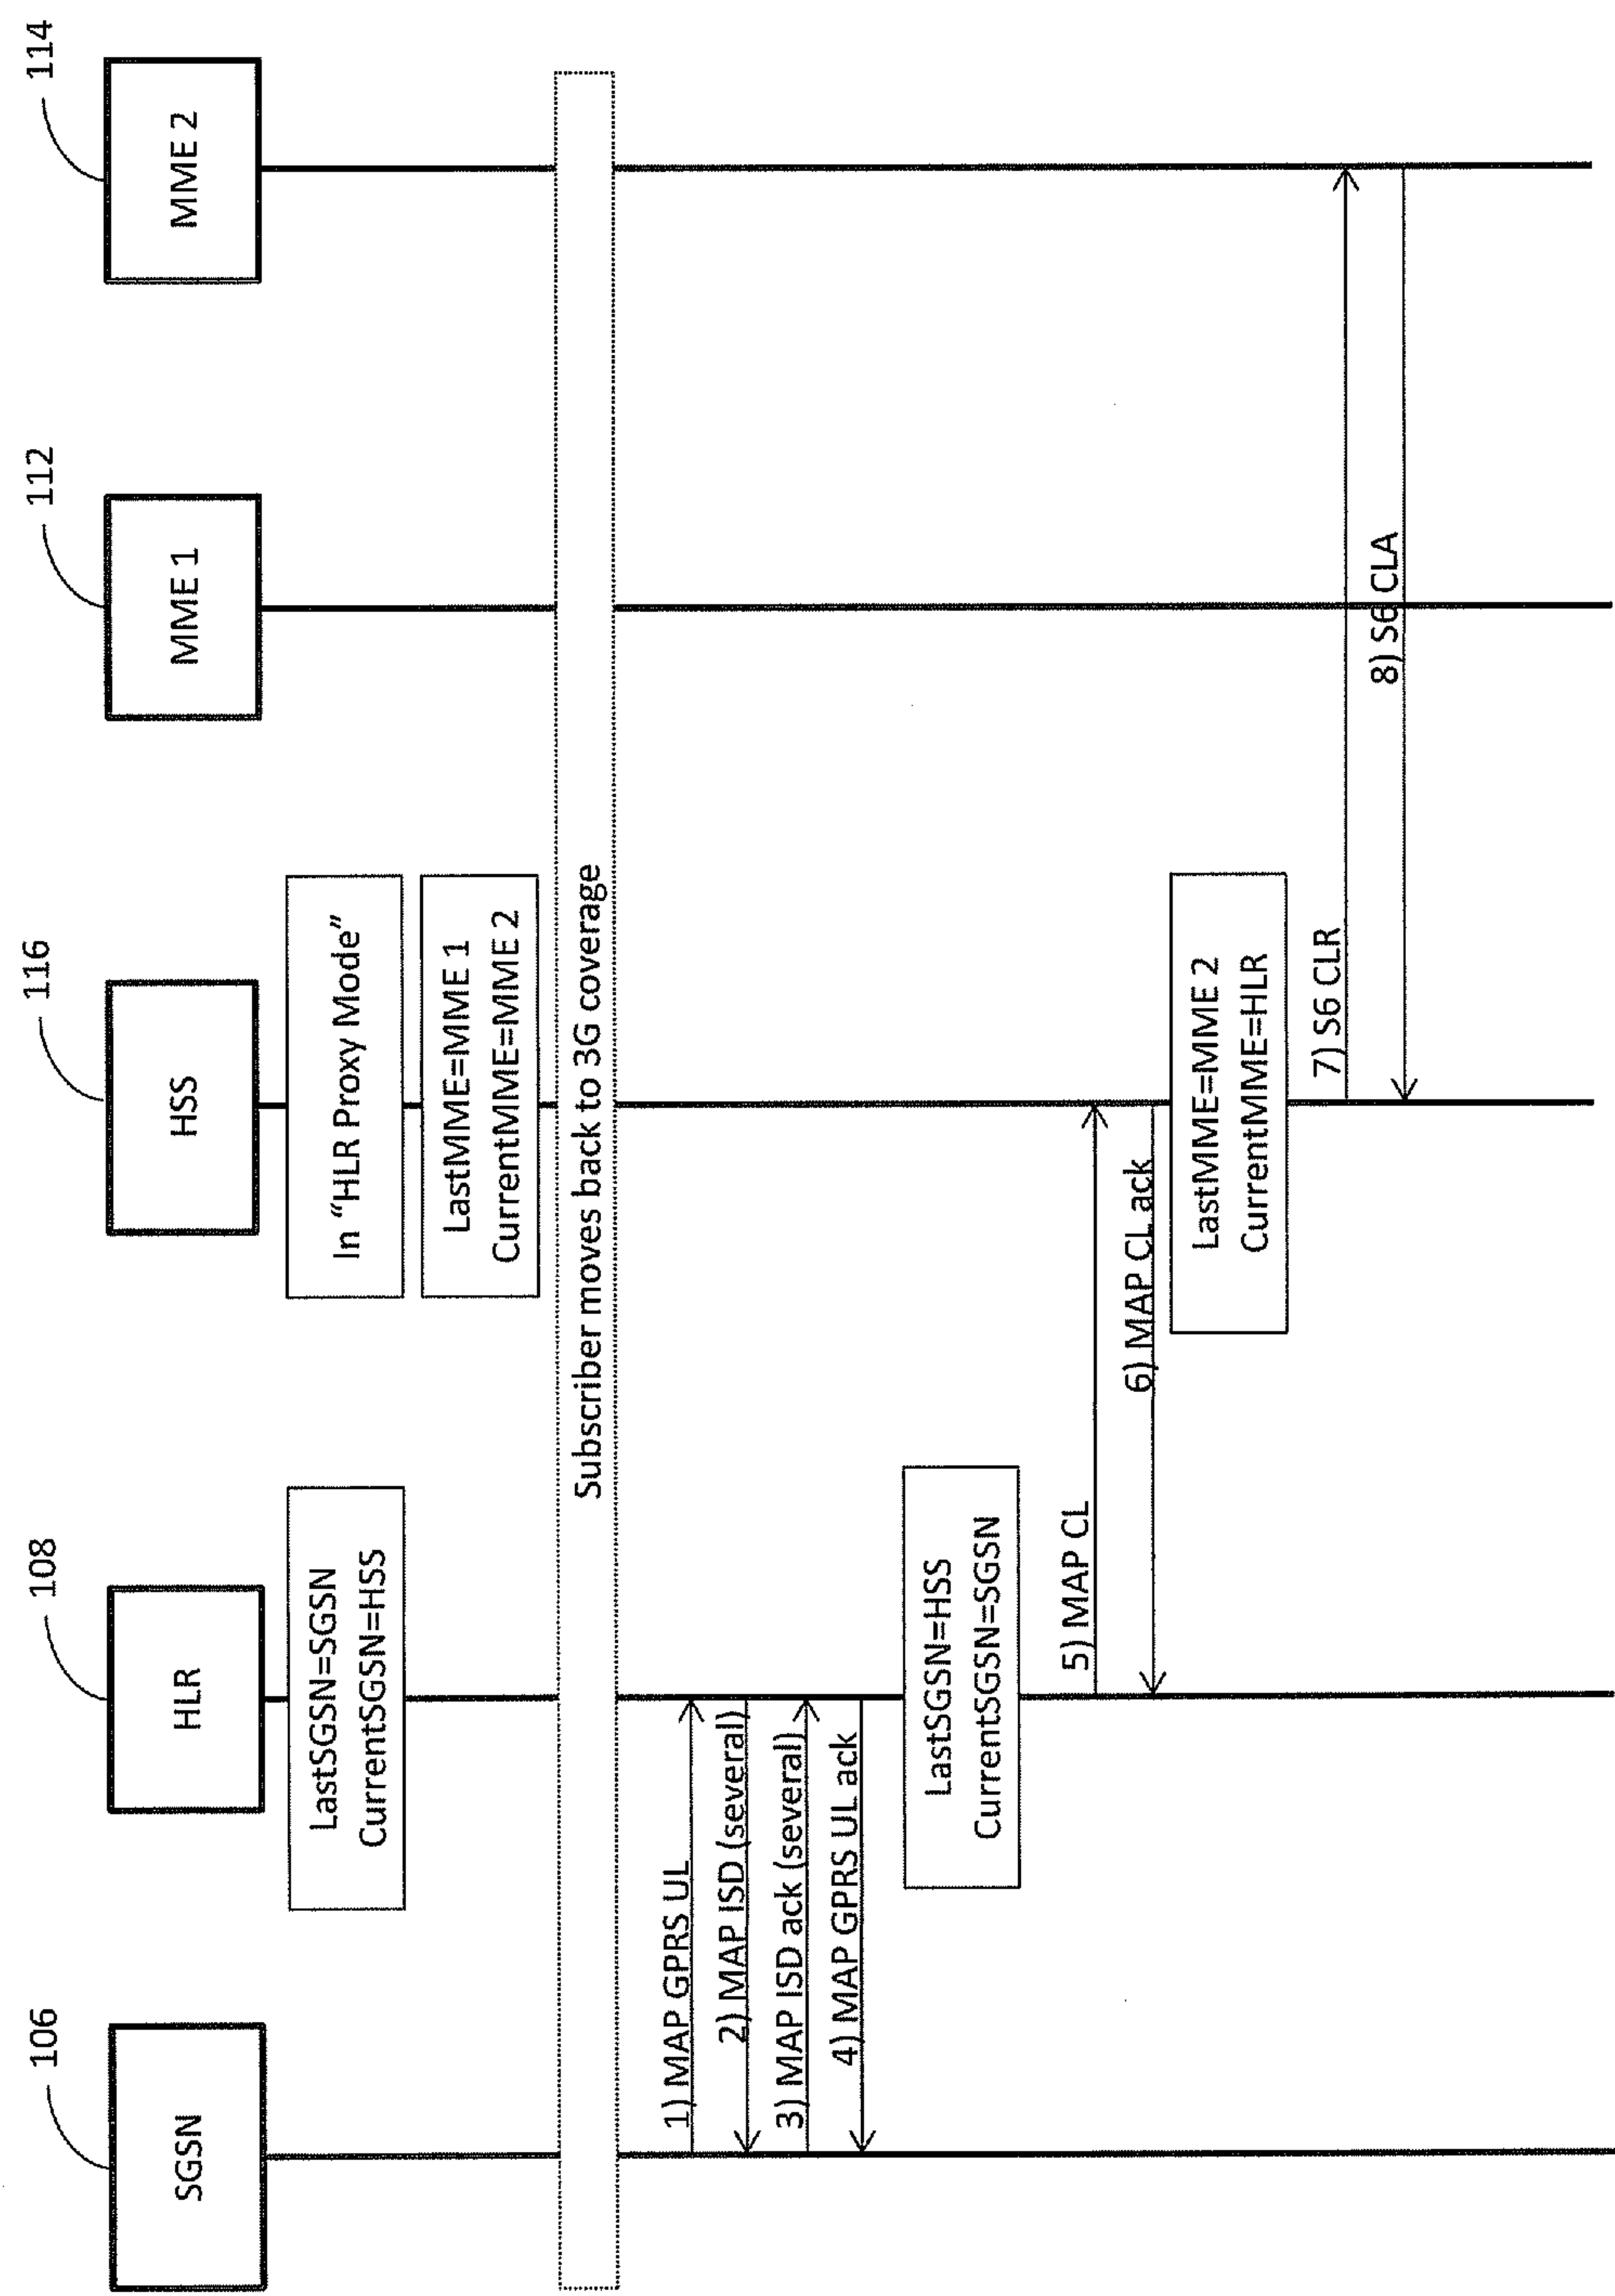 106
108
116
112
114
SGSN
HLR
HSS
MME 1
MME 2
LastSGSN=SGSN
CurrentSGSN=HSS
In “HLR Proxy Mode”
LastMME=MME 1
CurrentMME=MME 2
Subscriber moves back to 3G coverage
1) MAP GPRS UL
2) MAP ISD (several)
3) MAP ISD ack (several)
4) MAP GPRS UL ack
LastSGSN=HSS
CurrentSGSN=SGSN
5) MAP CL
6) MAP CL ack
LastMME=MME 2
CurrentMME=HLR
7) S6 CLR
8) S6 CLA